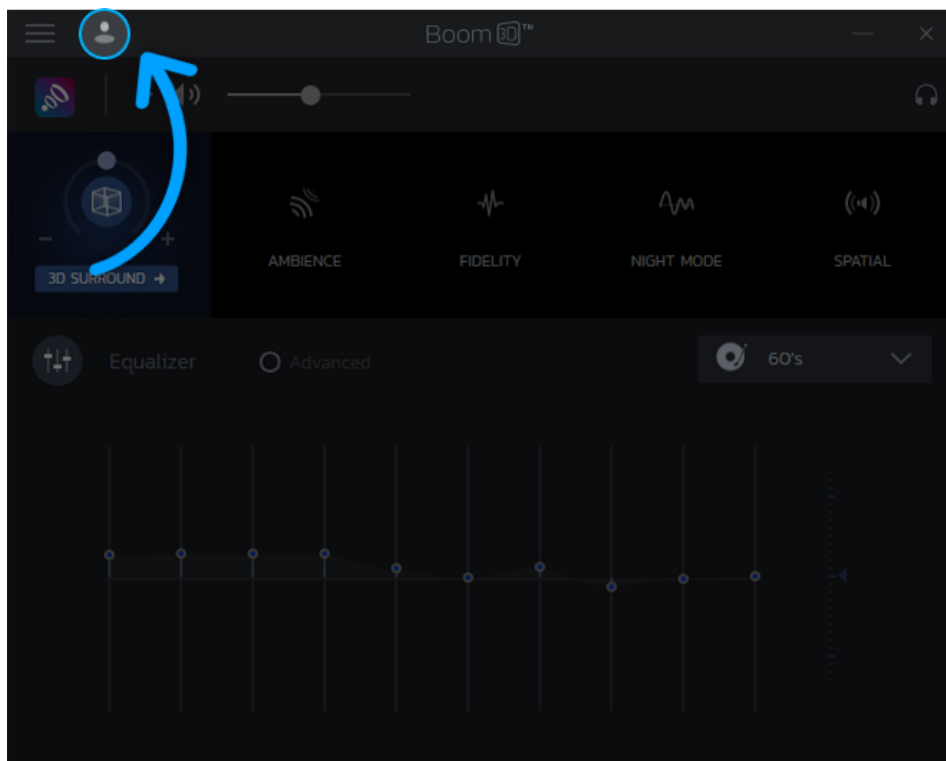 Boom 3D™
AMBIENCE
FIDELITY
NIGHT MODE
SPATIAL
3D SURROUND →
Equalizer
Advanced
60's